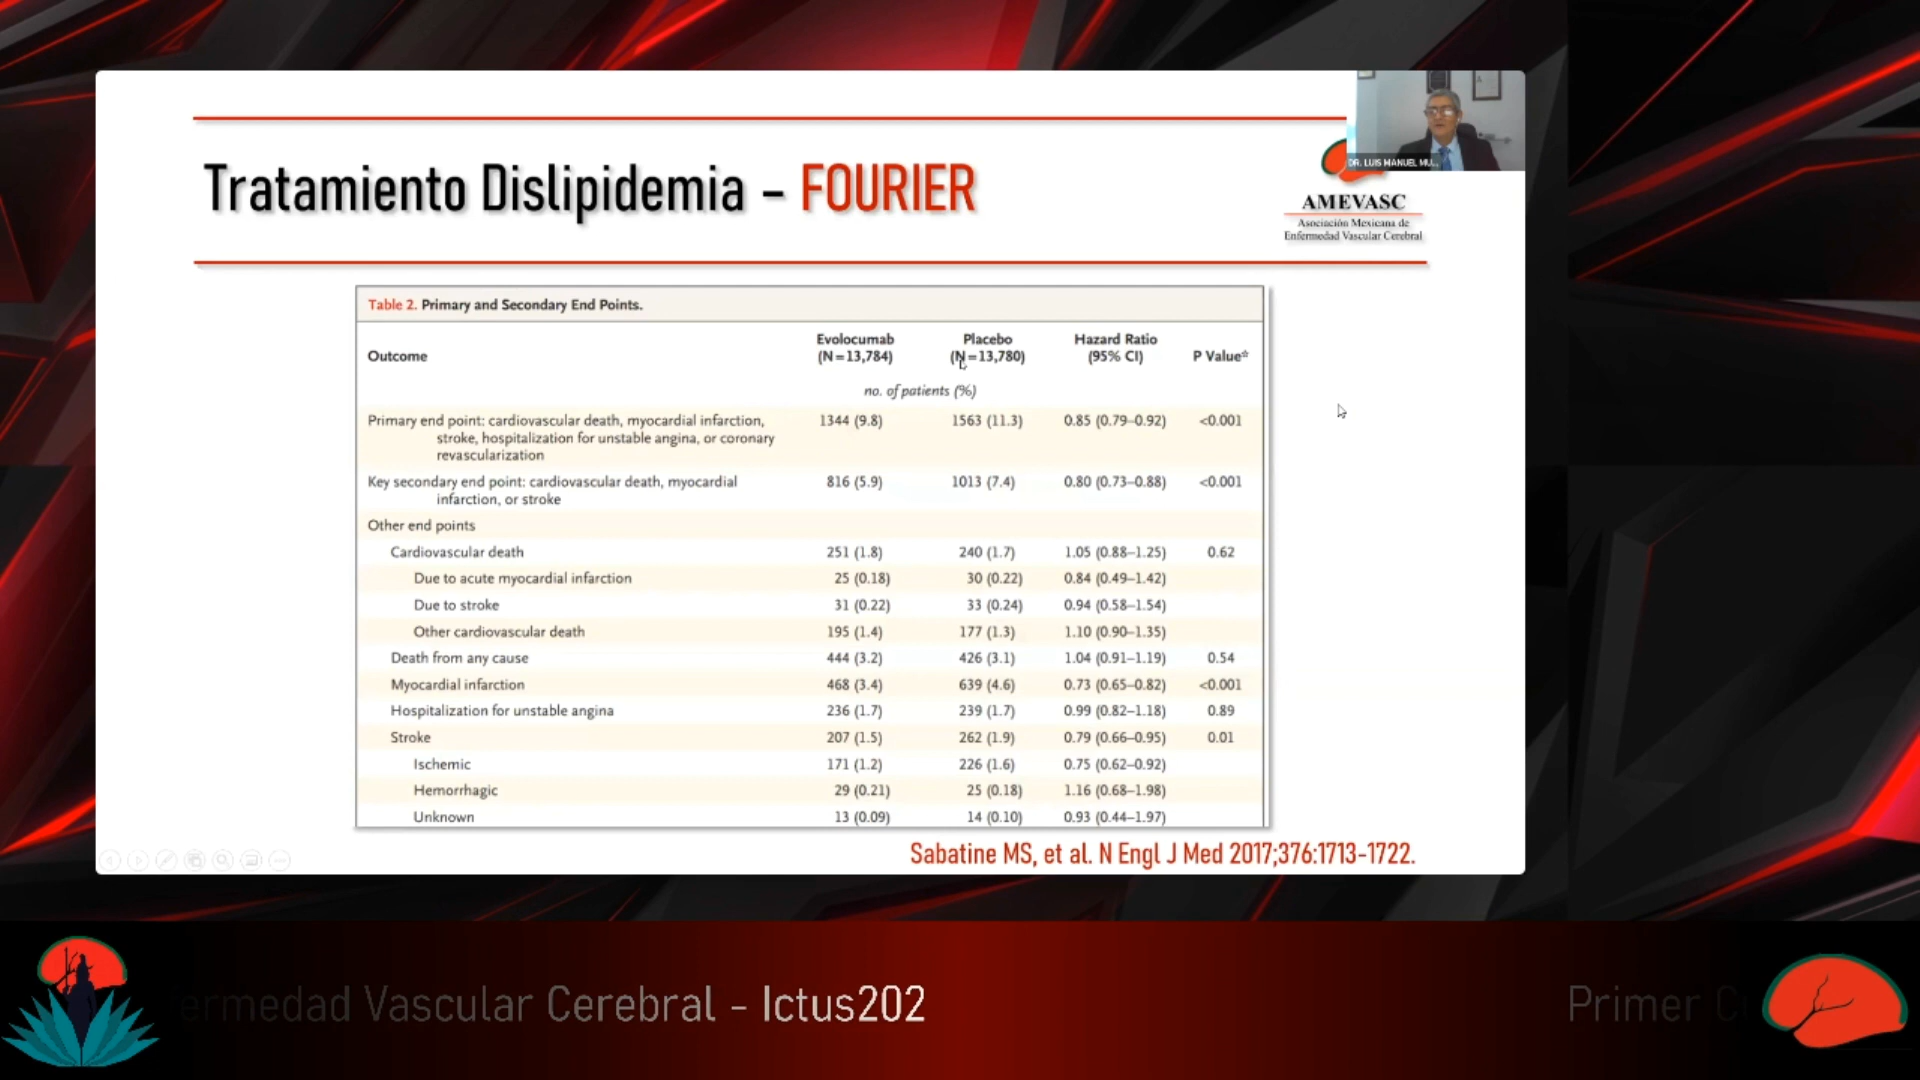 DR. LUIS MANUEL MU...
Tratamiento Dislipidemia – FOURIER
AMEVASC
Asociación Mexicana de
Enfermedad Vascular Cerebral
Table 2. Primary and Secondary End Points.
Outcome Evolocumab (N=13,784) Placebo (N=13,780) Hazard Ratio (95% CI) P Value*
no. of patients (%)
Primary end point: cardiovascular death, myocardial infarction, 1344 (9.8) 1563 (11.3) 0.85 (0.79–0.92) <0.001
stroke, hospitalization for unstable angina, or coronary
revascularization
Key secondary end point: cardiovascular death, myocardial 816 (5.9) 1013 (7.4) 0.80 (0.73–0.88) <0.001
infarction, or stroke
Other end points
Cardiovascular death 251 (1.8) 240 (1.7) 1.05 (0.88–1.25) 0.62
Due to acute myocardial infarction 25 (0.18) 30 (0.22) 0.84 (0.49–1.42)
Due to stroke 31 (0.22) 33 (0.24) 0.94 (0.58–1.54)
Other cardiovascular death 195 (1.4) 177 (1.3) 1.10 (0.90–1.35)
Death from any cause 444 (3.2) 426 (3.1) 1.04 (0.91–1.19) 0.54
Myocardial infarction 468 (3.4) 639 (4.6) 0.73 (0.65–0.82) <0.001
Hospitalization for unstable angina 236 (1.7) 239 (1.7) 0.99 (0.82–1.18) 0.89
Stroke 207 (1.5) 262 (1.9) 0.79 (0.66–0.95) 0.01
Ischemic 171 (1.2) 226 (1.6) 0.75 (0.62–0.92)
Hemorrhagic 29 (0.21) 25 (0.18) 1.16 (0.68–1.98)
Unknown 13 (0.09) 14 (0.10) 0.93 (0.44–1.97)
Sabatine MS, et al. N Engl J Med 2017;376:1713-1722.
ermedad Vascular Cerebral - Ictus202 Primer C